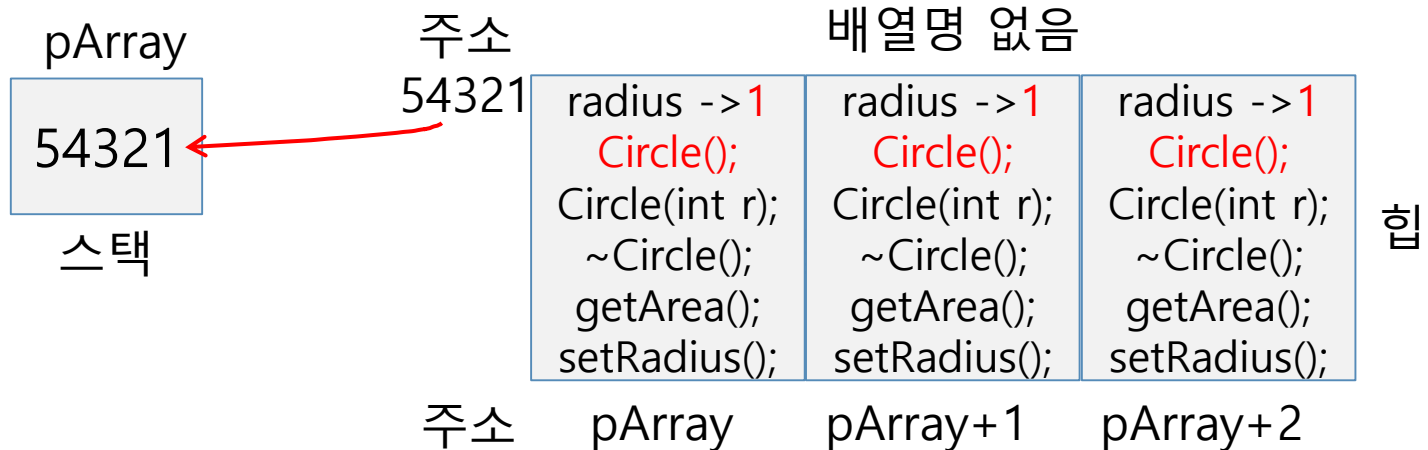 pArray
54321
스택
주소
54321
배열명 없음
radius ->1
Circle();
Circle(int r);
~Circle();
getArea();
setRadius();
radius ->1
Circle();
Circle(int r);
~Circle();
getArea();
setRadius();
radius ->1
Circle();
Circle(int r);
~Circle();
getArea();
setRadius();
힙
주소 pArray pArray+1 pArray+2